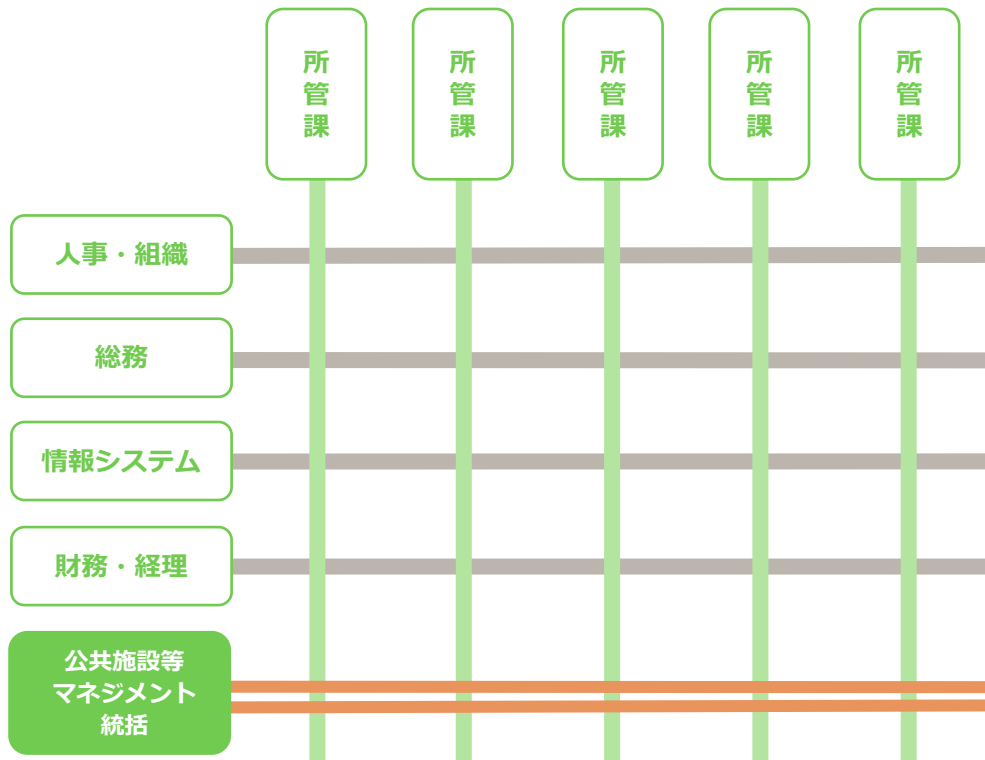 所管課
所管課
所管課
所管課
所管課
人事・組織
総務
情報システム
財務・経理
公共施設等
マネジメント
統括